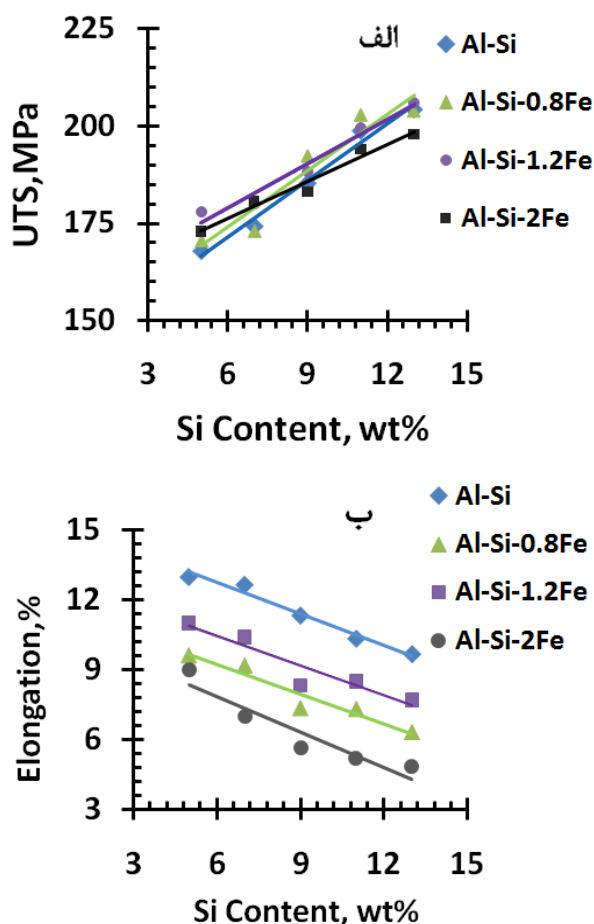 الف
Al-Si
Al-Si-0.8Fe
Al-Si-1.2Fe
Al-Si-2Fe
UTS,MPa
225
200
175
150
3 6 9 12 15
Si Content, wt%
ب
Al-Si
Al-Si-0.8Fe
Al-Si-1.2Fe
Al-Si-2Fe
Elongation,%
15
12
9
6
3
3 6 9 12 15
Si Content, wt%